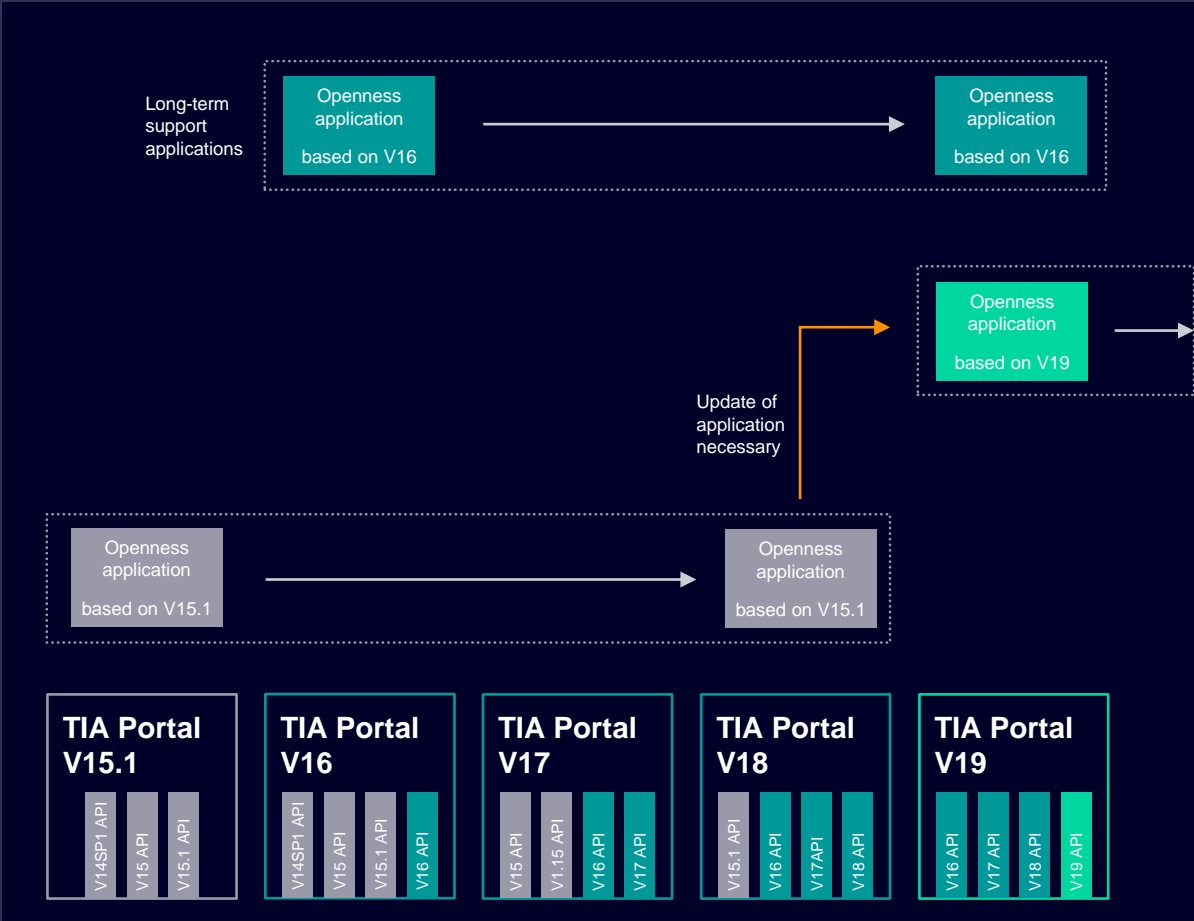 Long-term
support
applications
Openness
application
based on V16
Openness
application
based on V16
Openness
application
based on V19
Update of
application
necessary
Openness
application
based on V15.1
Openness
application
based on V15.1
TIA Portal
V15.1
V14SP1 API
V15 API
V15.1 API
TIA Portal
V16
V14SP1 API
V15 API
V15.1 API
V16 API
TIA Portal
V17
V15 API
V1.15 API
V16 API
V17 API
TIA Portal
V18
V15.1 API
V16 API
V17API
V18 API
TIA Portal
V19
V16 API
V17 API
V18 API
V19 API